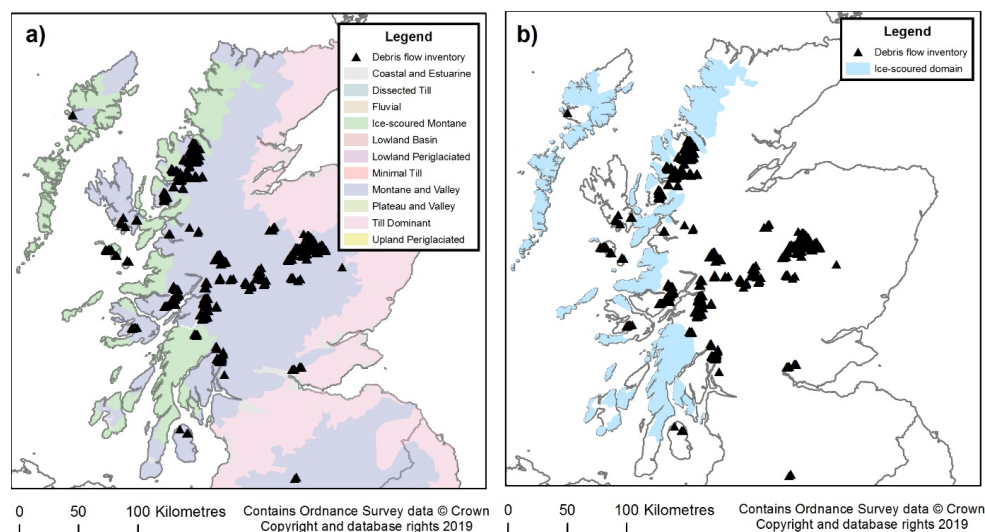 a)
Legend
Debris flow inventory
Coastal and Estuarine
Dissected Till
Fluvial
Ice-scoured Montane
Lowland Basin
Lowland Periglaciated
Minimal Till
Montane and Valley
Plateau and Valley
Till Dominant
Upland Periglaciated
0 50 100 Kilometres
Contains Ordnance Survey data © Crown
Copyright and database rights 2019
b)
Legend
Debris flow inventory
Ice-scoured domain
0 50 100 Kilometres
Contains Ordnance Survey data © Crown
Copyright and database rights 2019